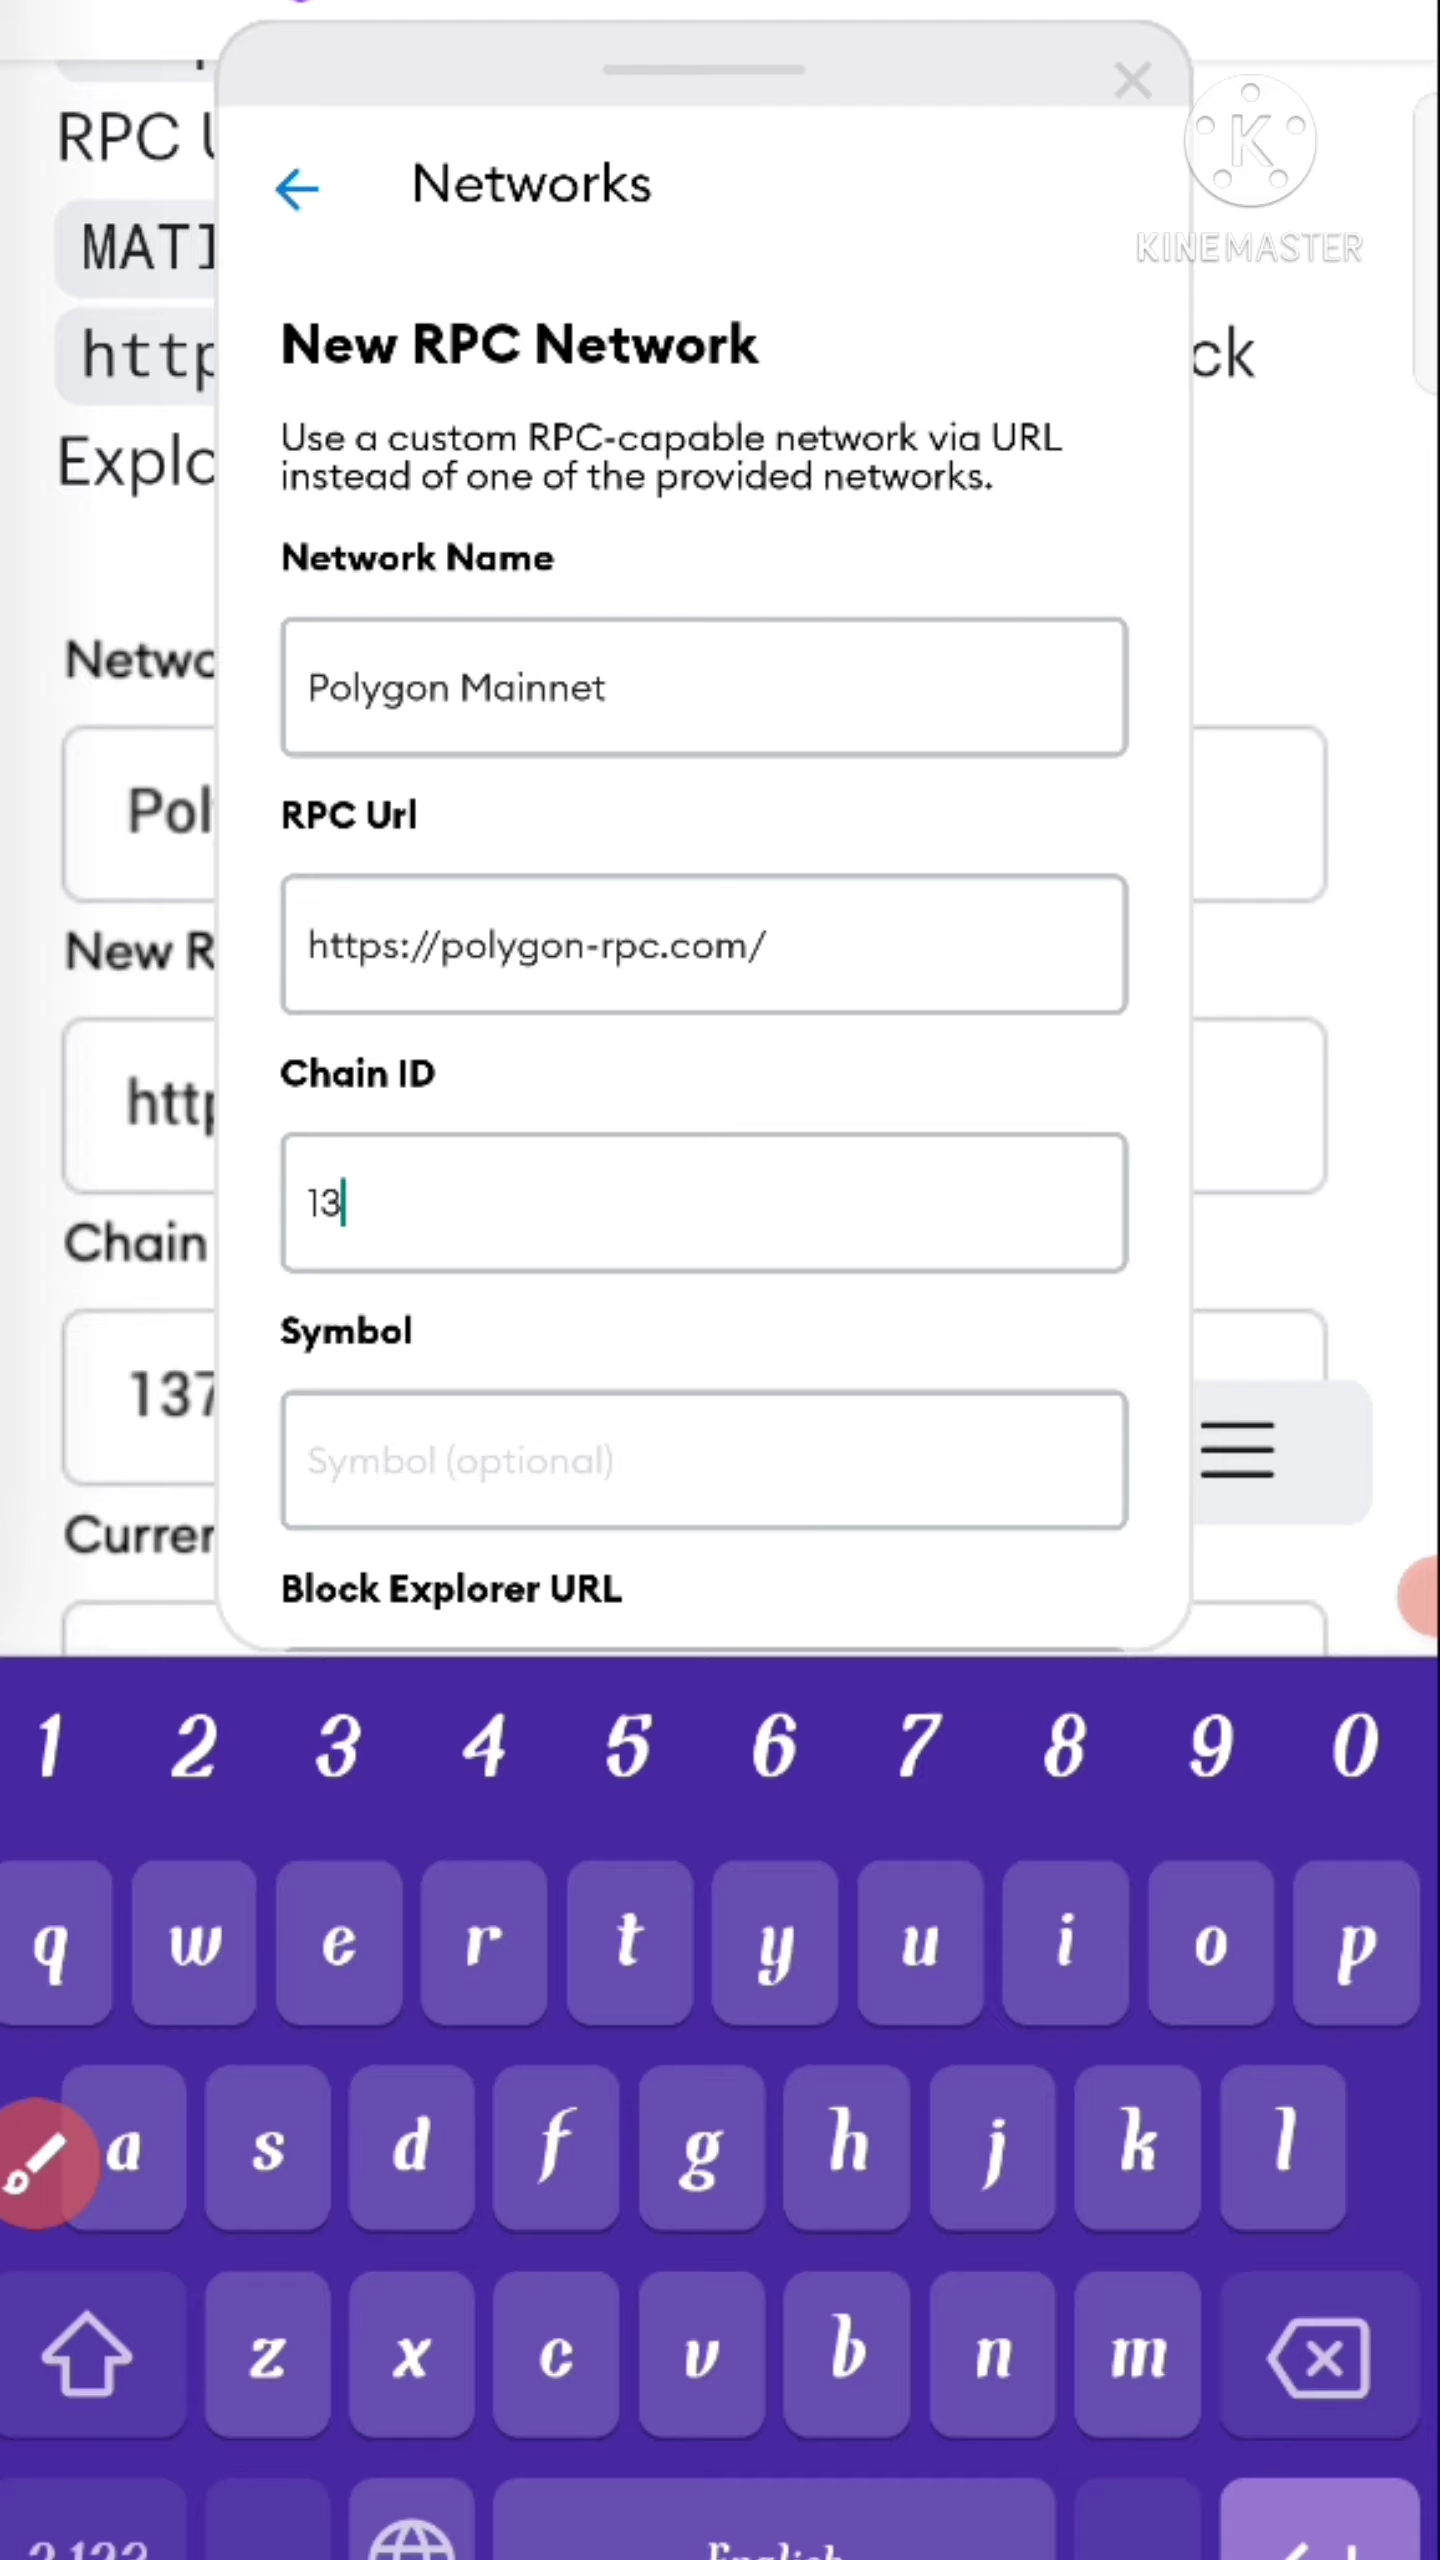 RPC U
Networks
K
KINEMASTER
MATI
New RPC Network
http
ck
Use a custom RPC-capable network via URL
instead of one of the provided networks.
Explo
Network Name
Netwo
Polygon Mainnet
Pol
RPC Url
New R
https://polygon-rpc.com/
http
Chain ID
13
Chain
Symbol
137
Symbol (optional)
Curren
Block Explorer URL
1 2 3 4 5 6 7 8 9 0
q w e r t y u i o p
a s d f g h j k l
z x c v b n m
English